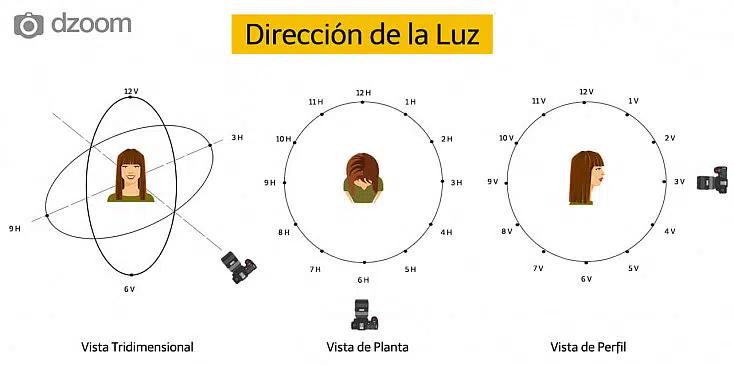 dzoom
Dirección de la Luz
12 V
3 H
9 H
6 V
Vista Tridimensional
12 H
11 H
1 H
10 H
2 H
9 H
3 H
8 H
4 H
7 H
5 H
6 H
Vista de Planta
12 V
11 V
1 V
10 V
2 V
9 V
3 V
8 V
4 V
7 V
5 V
6 V
Vista de Perfil